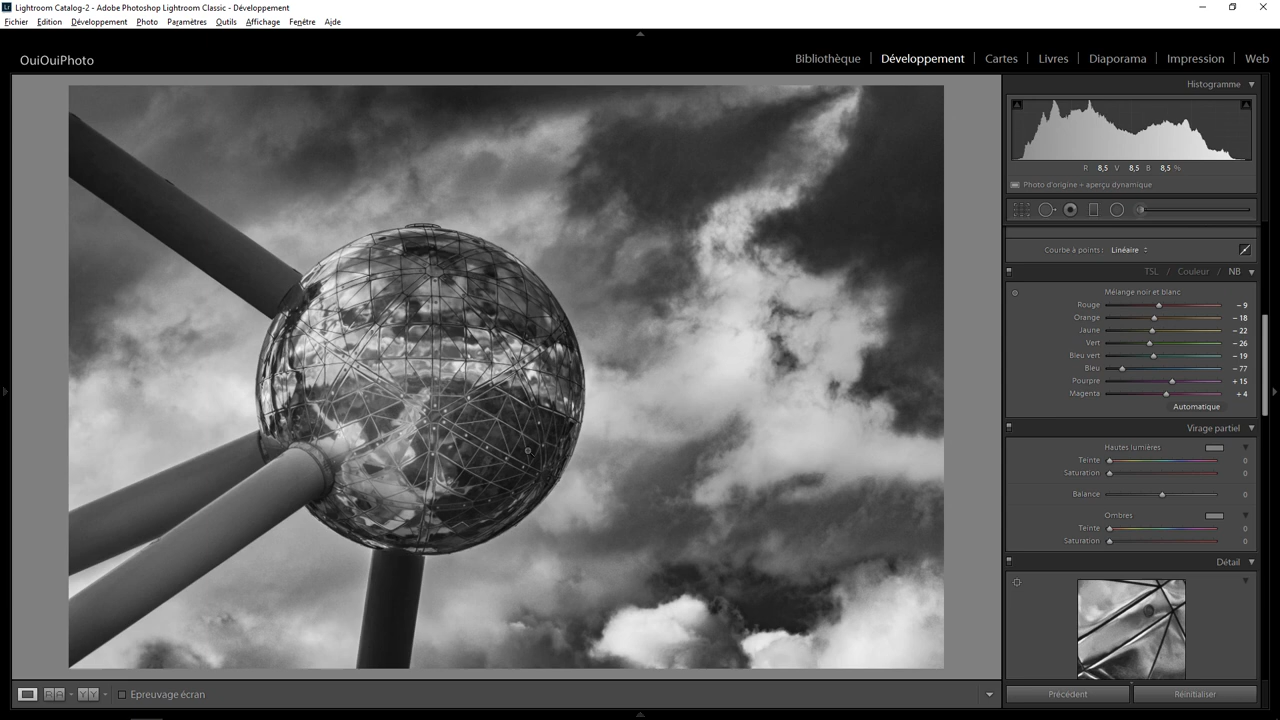 Lightroom Catalog-2 - Adobe Photoshop Lightroom Classic - Développement
Fichier Edition Développement Photo Paramètres Outils Affichage Fenêtre Aide
OuiOuiPhoto
Bibliothèque | Développement | Cartes | Livres | Diaporama | Impression | Web
Histogramme
R 8,5 V 8,5 B 8,5 %
Photo d'origine + aperçu dynamique
Courbe à points : Linéaire
TSL / Couleur / NB
Mélange noir et blanc
Rouge - 9
Orange - 18
Jaune - 22
Vert - 26
Bleu vert - 19
Bleu - 77
Pourpre + 15
Magenta + 4
Automatique
Virage partiel
Hautes lumières
Teinte 0
Saturation 0
Balance 0
Ombres
Teinte 0
Saturation 0
Détail
Epreuvage écran
Précédent Réinitialiser